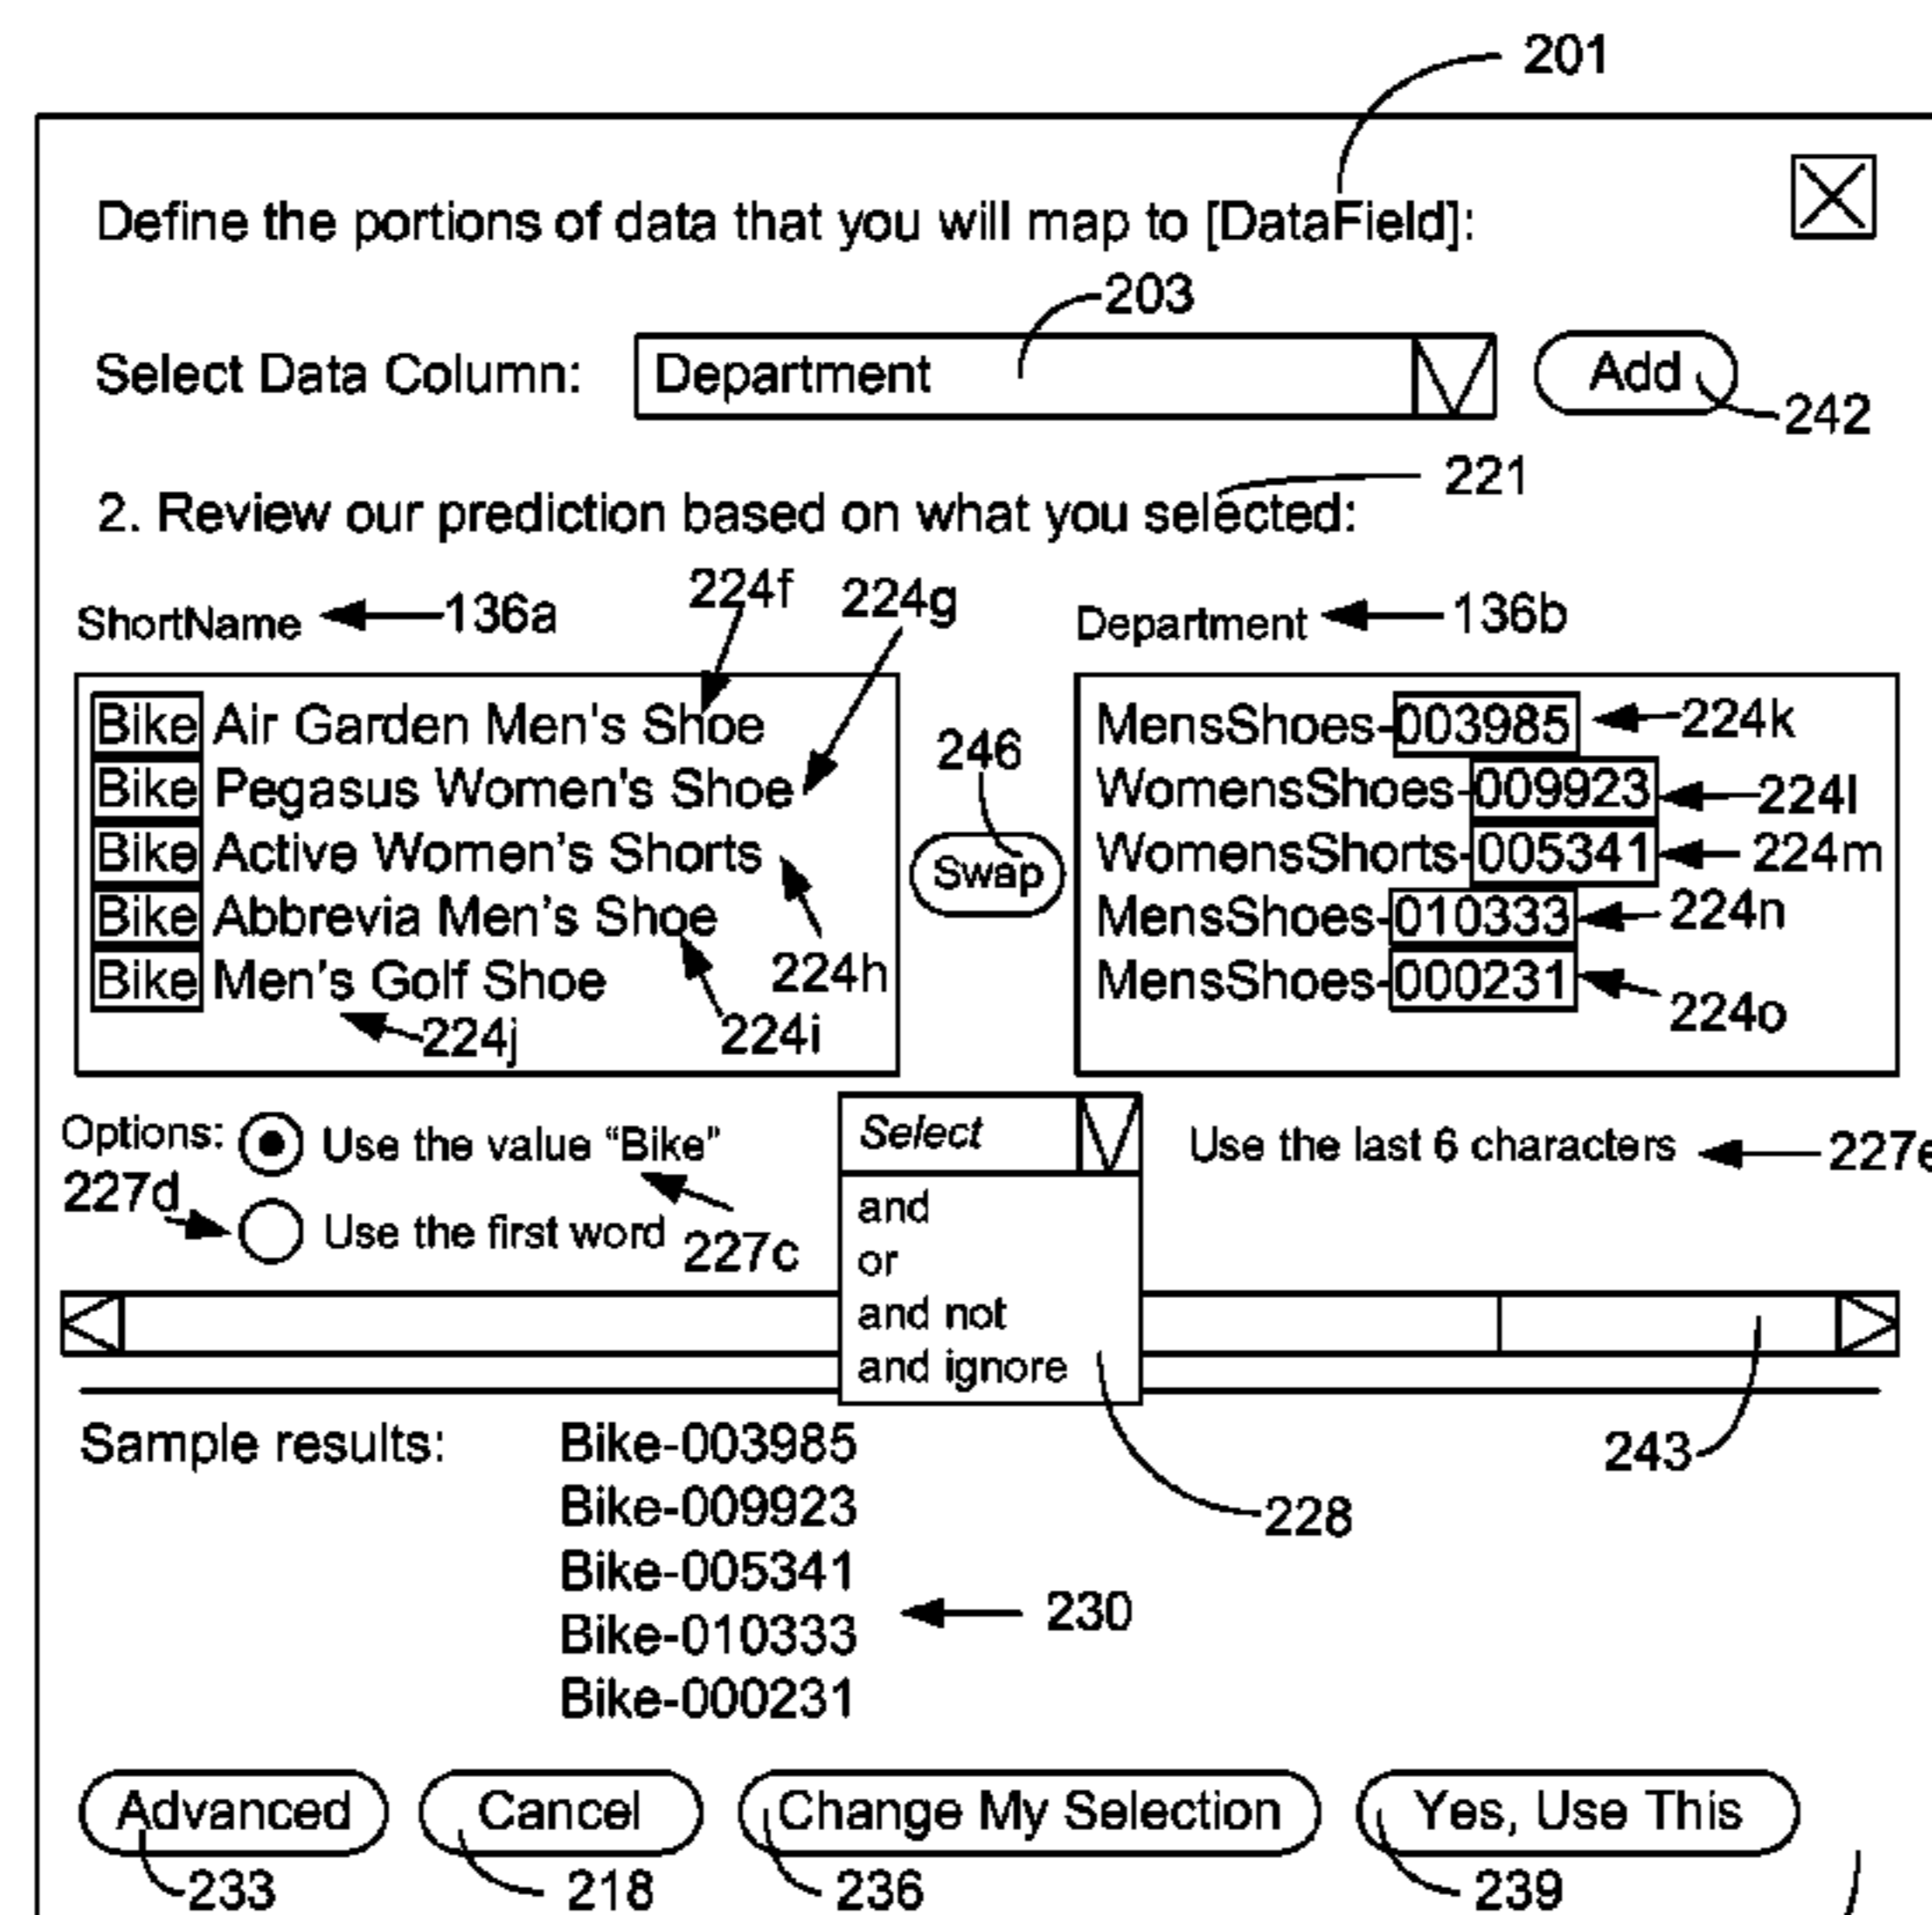 201
Define the portions of data that you will map to [DataField]:
203
Select Data Column: Department Add
242
221
2. Review our prediction based on what you selected:
ShortName 136a 224f 224g Department 136b
Bike Air Garden Men's Shoe
Bike Pegasus Women's Shoe
Bike Active Women's Shorts
Bike Abbrevia Men's Shoe
Bike Men's Golf Shoe
224h
224i
224j
246
Swap
MensShoes-003985 224k
WomensShoes-009923 224l
WomensShorts-005341 224m
MensShoes-010333 224n
MensShoes-000231 224o
Options: Use the value “Bike”
227d Use the first word 227c
Select
and
or
and not
and ignore
Use the last 6 characters 227e
243
228
Sample results: Bike-003985
Bike-009923
Bike-005341
Bike-010333
Bike-000231
230
Advanced Cancel Change My Selection Yes, Use This
233 218 236 239